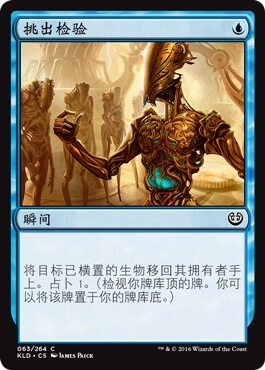 挑出检验
瞬间
将目标已横置的生物移回其拥有者手
上。占卜 1。（检视你牌库顶的牌。你可
以将该牌置于你的牌库底。）
063/264 C
KLD • CS JAMES PAICK
™ & © 2016 Wizards of the Coast